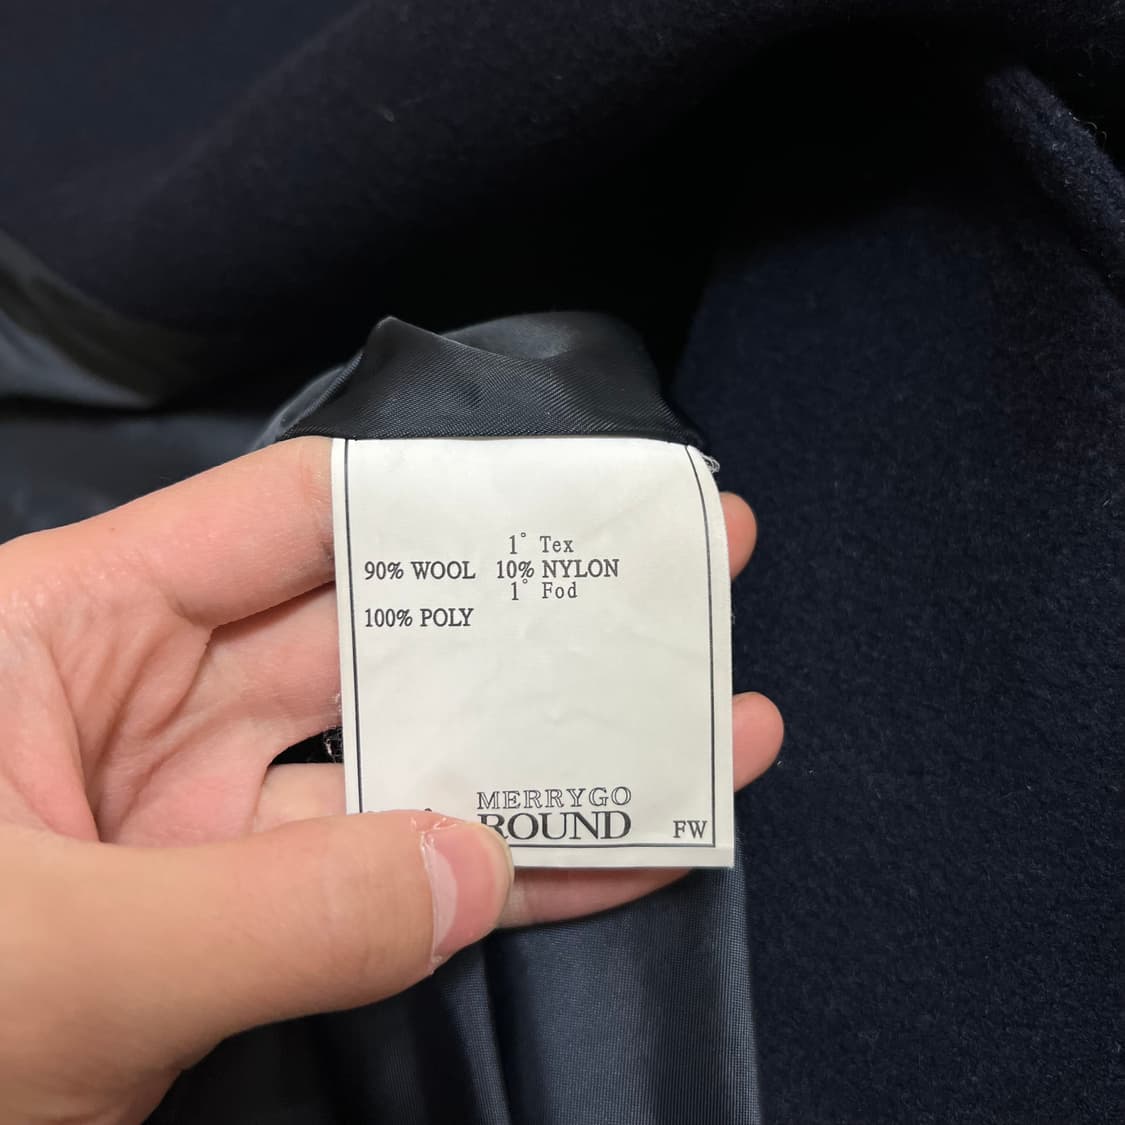 1° Tex
90% WOOL 10% NYLON
1° Fod
100% POLY
MERRYGO
ROUND FW